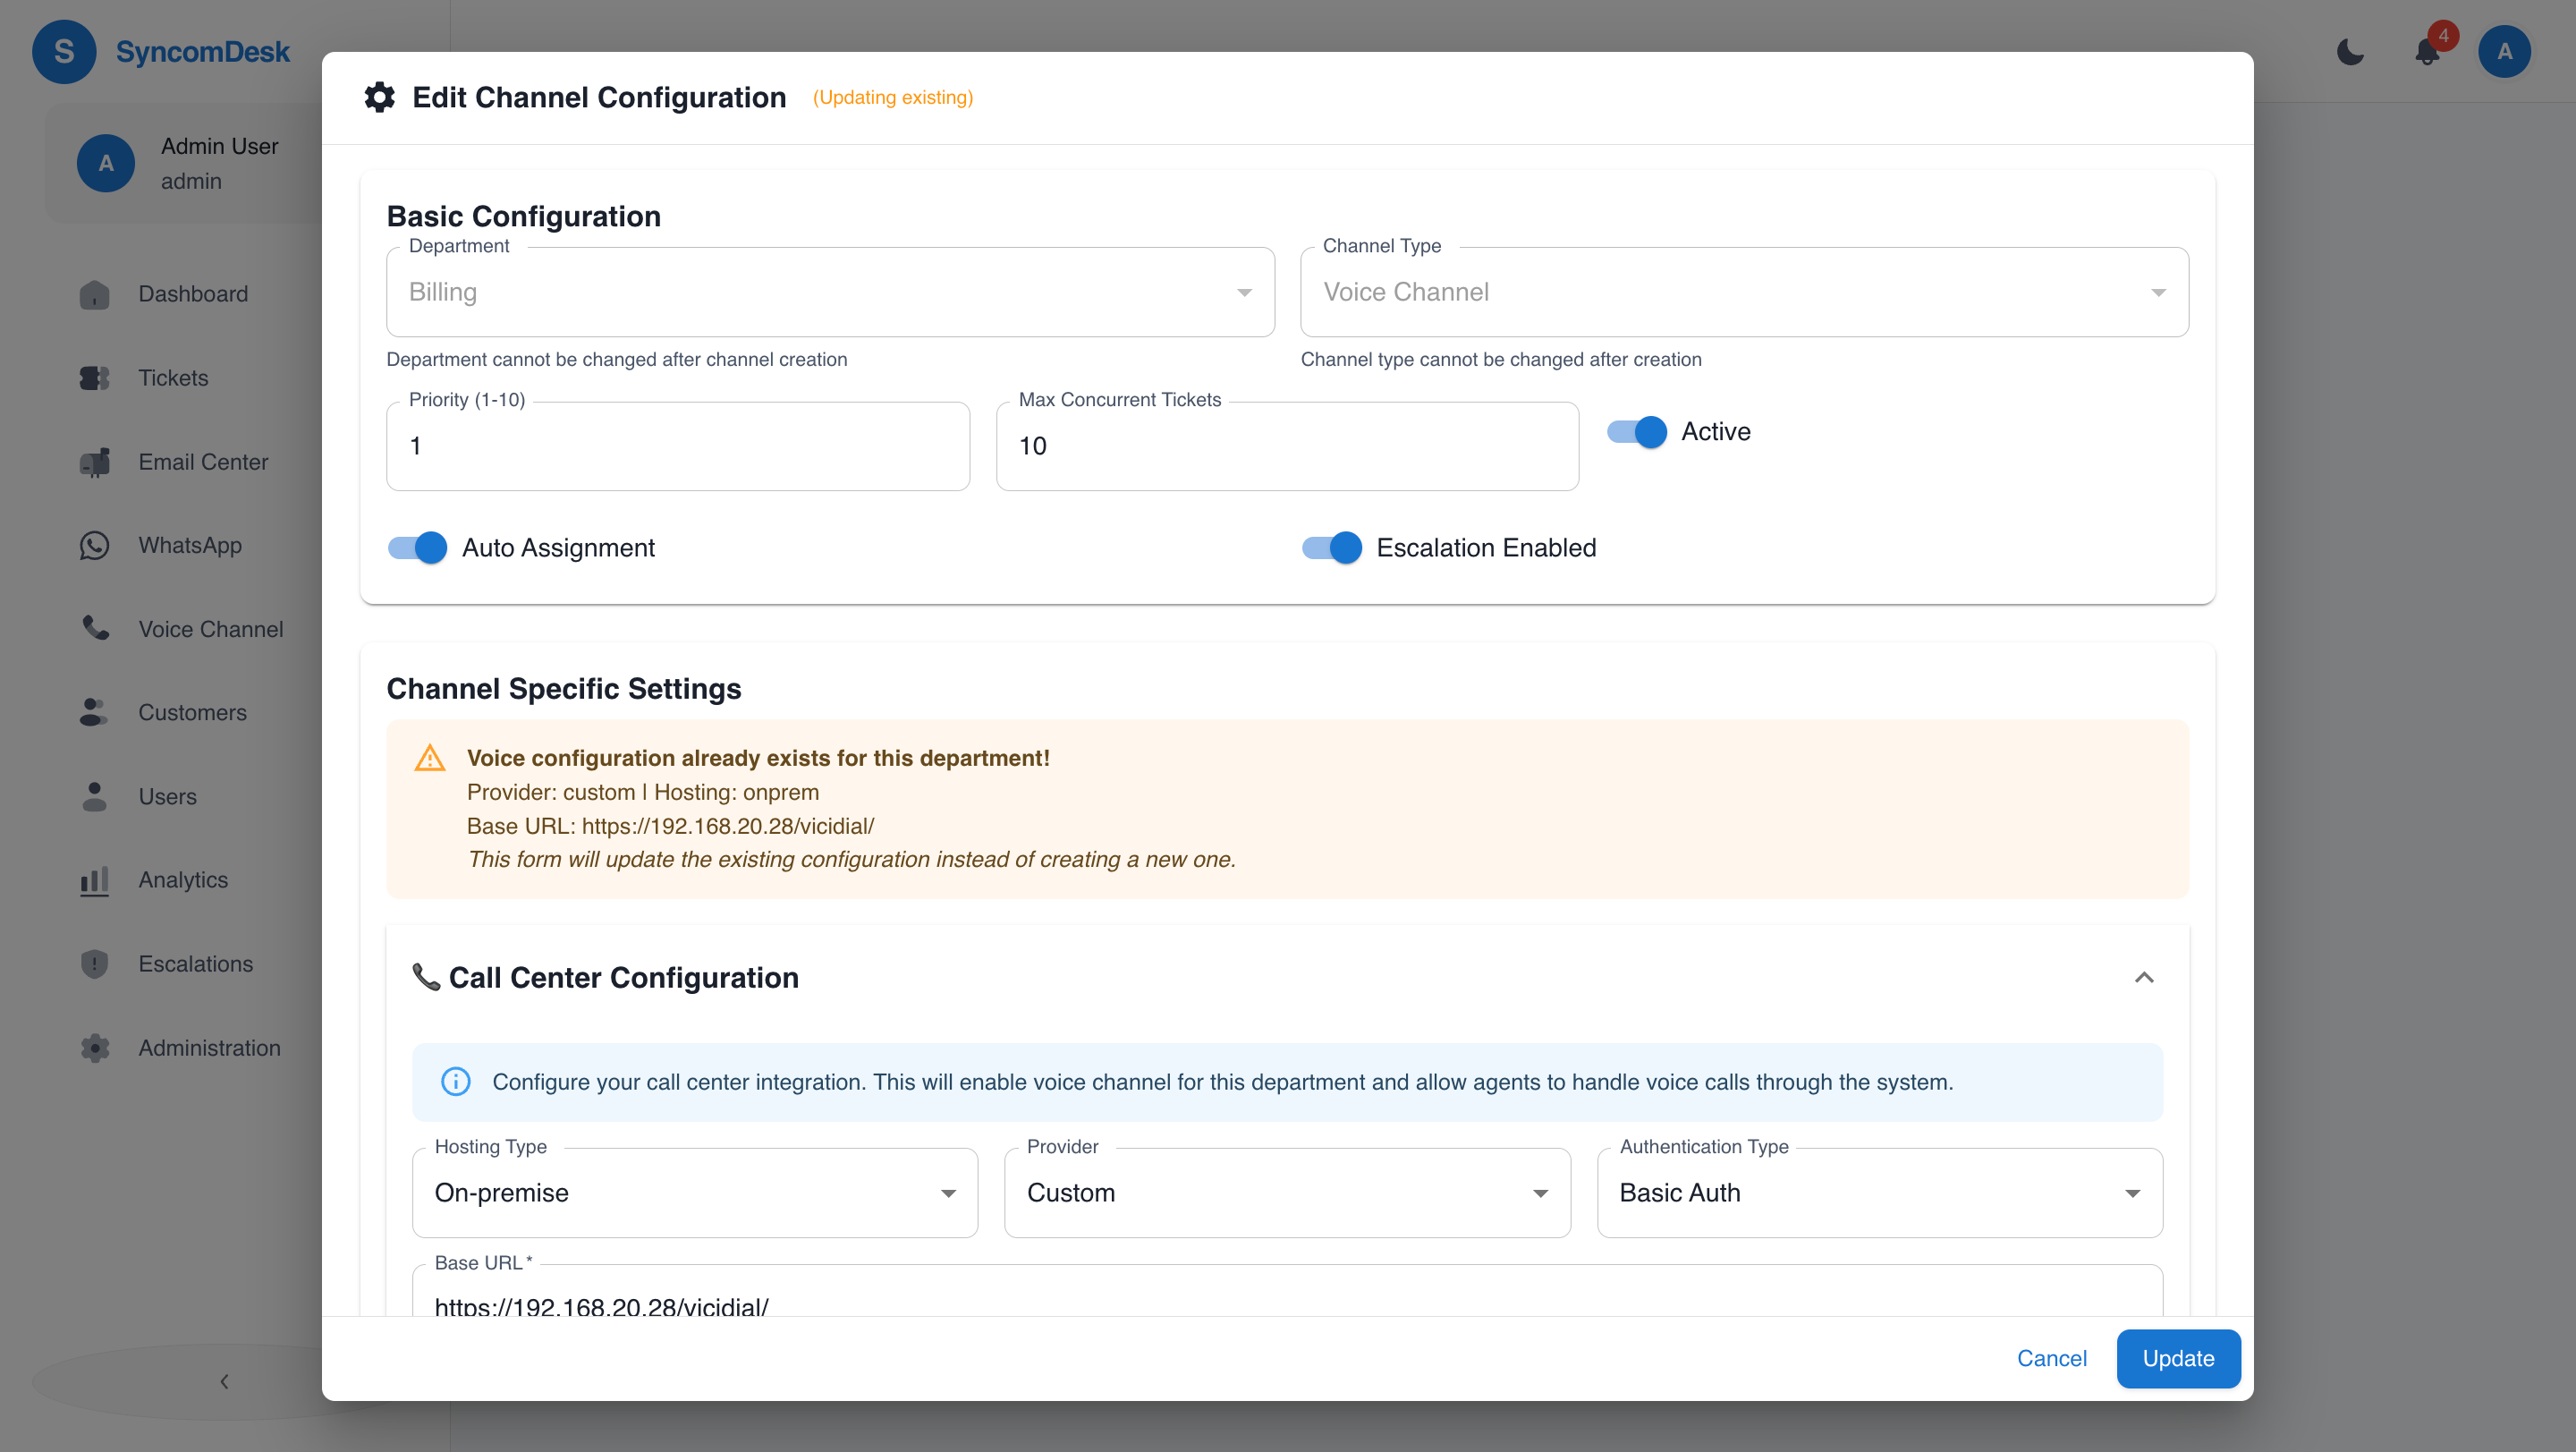 S SyncomDesk
4
A
A
Admin User
admin
Dashboard
Tickets
Email Center
WhatsApp
Voice Channel
Customers
Users
Analytics
Escalations
Administration
Edit Channel Configuration (Updating existing)
Basic Configuration
Department
Billing
Department cannot be changed after channel creation
Channel Type
Voice Channel
Channel type cannot be changed after creation
Priority (1-10)
1
Max Concurrent Tickets
10
Active
Auto Assignment
Escalation Enabled
Channel Specific Settings
Voice configuration already exists for this department!
Provider: custom | Hosting: onprem
Base URL: https://192.168.20.28/vicidial/
This form will update the existing configuration instead of creating a new one.
Call Center Configuration
Configure your call center integration. This will enable voice channel for this department and allow agents to handle voice calls through the system.
Hosting Type
On-premise
Provider
Custom
Authentication Type
Basic Auth
Base URL *
https://192.168.20.28/vicidial/
Cancel
Update